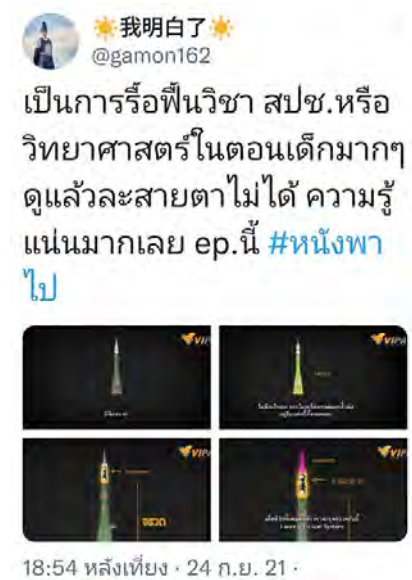 ☀️我明白了☀️
@gamon162
เป็นการรื้อฟื้นวิชา สปช.หรือ
วิทยาศาสตร์ในตอนเด็กมากๆ
ดูแล้วละสายตาไม่ได้ ความรู้
แน่นมากเลย ep.นี้ #หนังพา
ไป
VIPA
VIPA
VIPA
VIPA
จรวด
18:54 หลังเที่ยง · 24 ก.ย. 21 ·